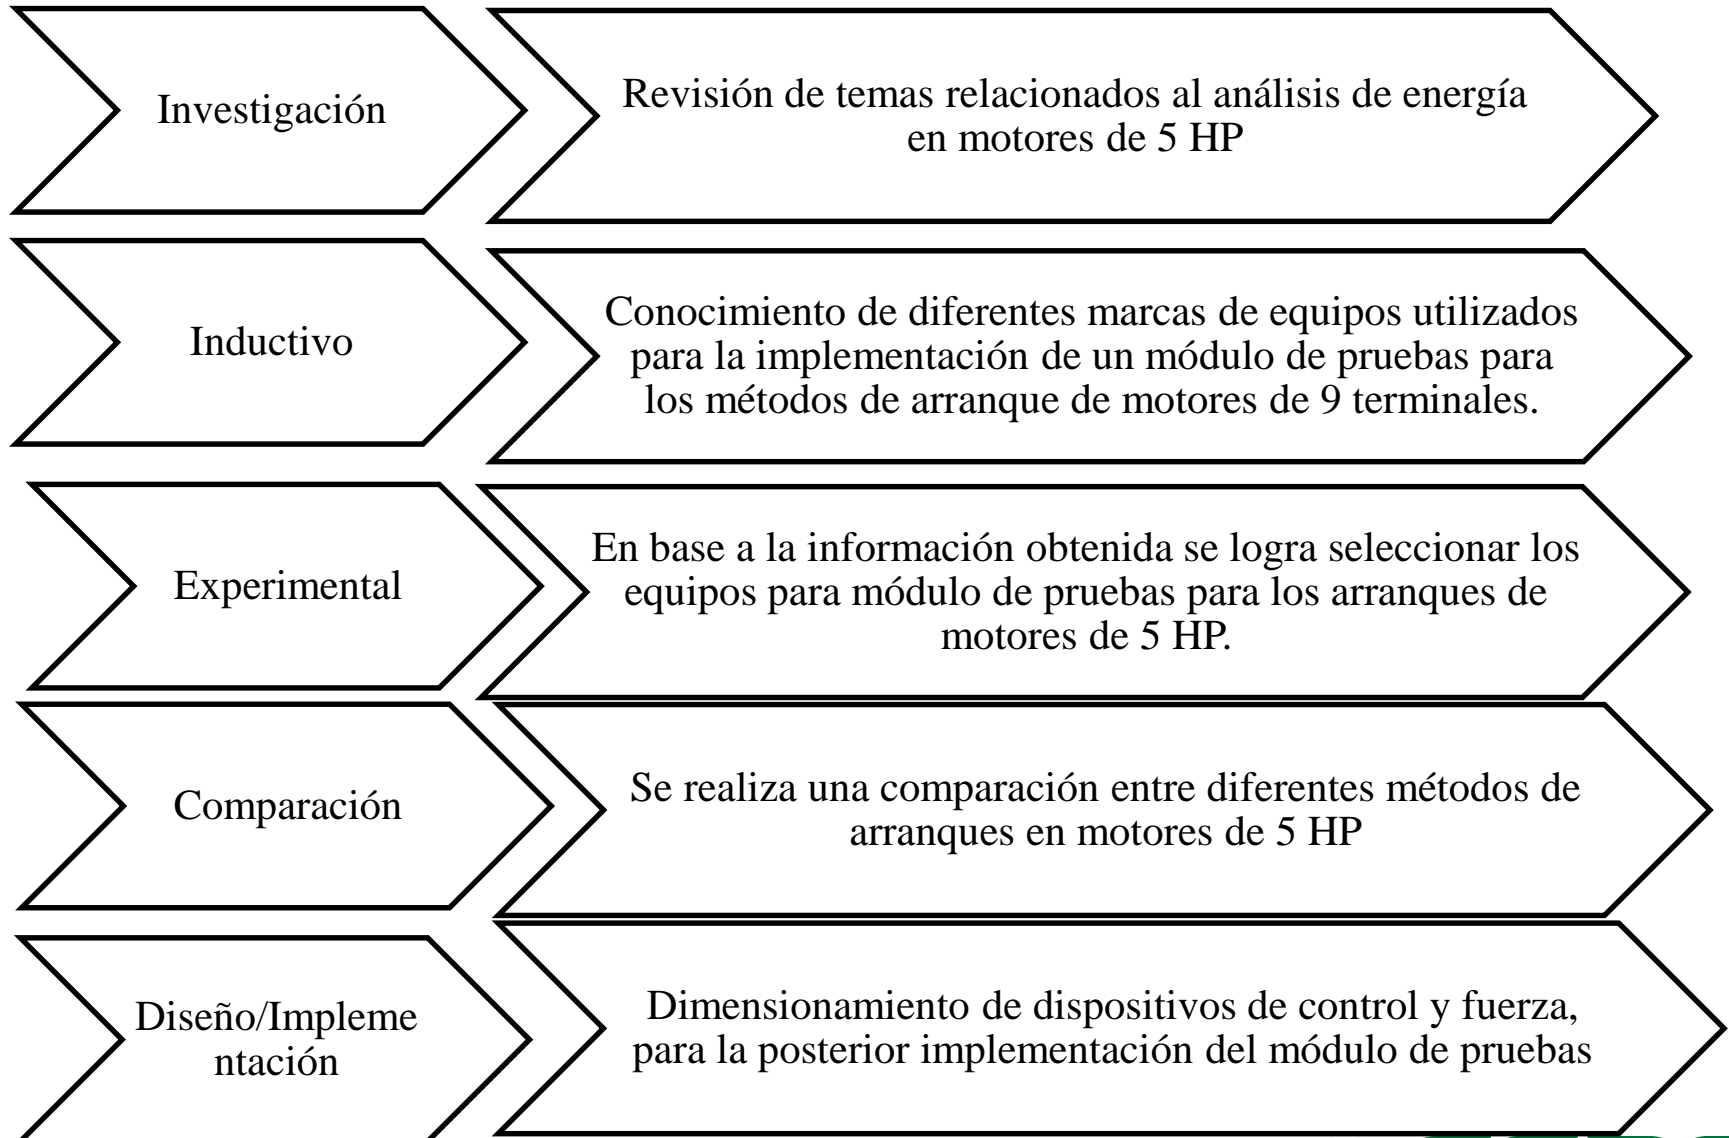 Investigación
Revisión de temas relacionados al análisis de energía
en motores de 5 HP
Inductivo
Conocimiento de diferentes marcas de equipos utilizados
para la implementación de un módulo de pruebas para
los métodos de arranque de motores de 9 terminales.
Experimental
En base a la información obtenida se logra seleccionar los
equipos para módulo de pruebas para los arranques de
motores de 5 HP.
Comparación
Se realiza una comparación entre diferentes métodos de
arranques en motores de 5 HP
Diseño/Impleme
ntación
Dimensionamiento de dispositivos de control y fuerza,
para la posterior implementación del módulo de pruebas